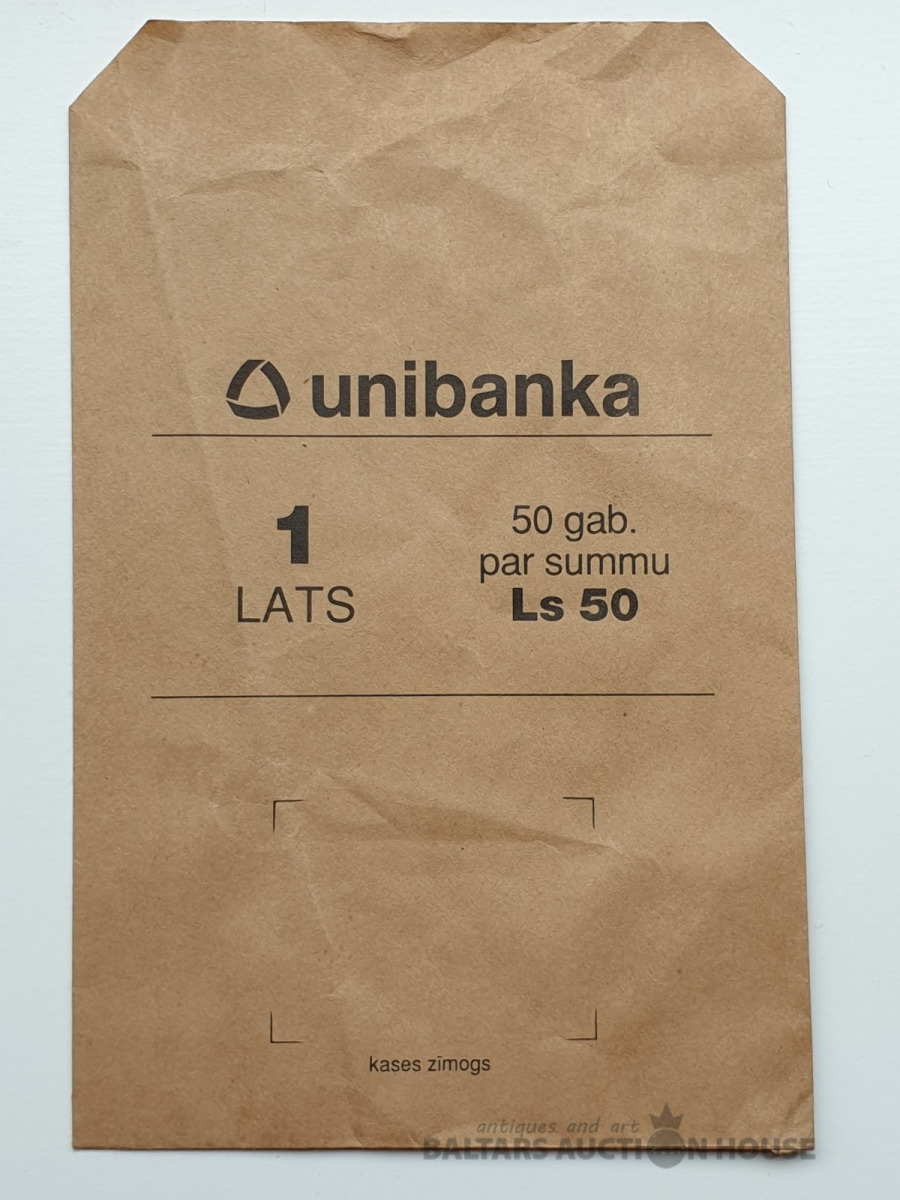 unibanka
1
LATS
50 gab.
par summu
Ls 50
kases zīmogs
antiques and art
BALTARS AUCTION HOUSE